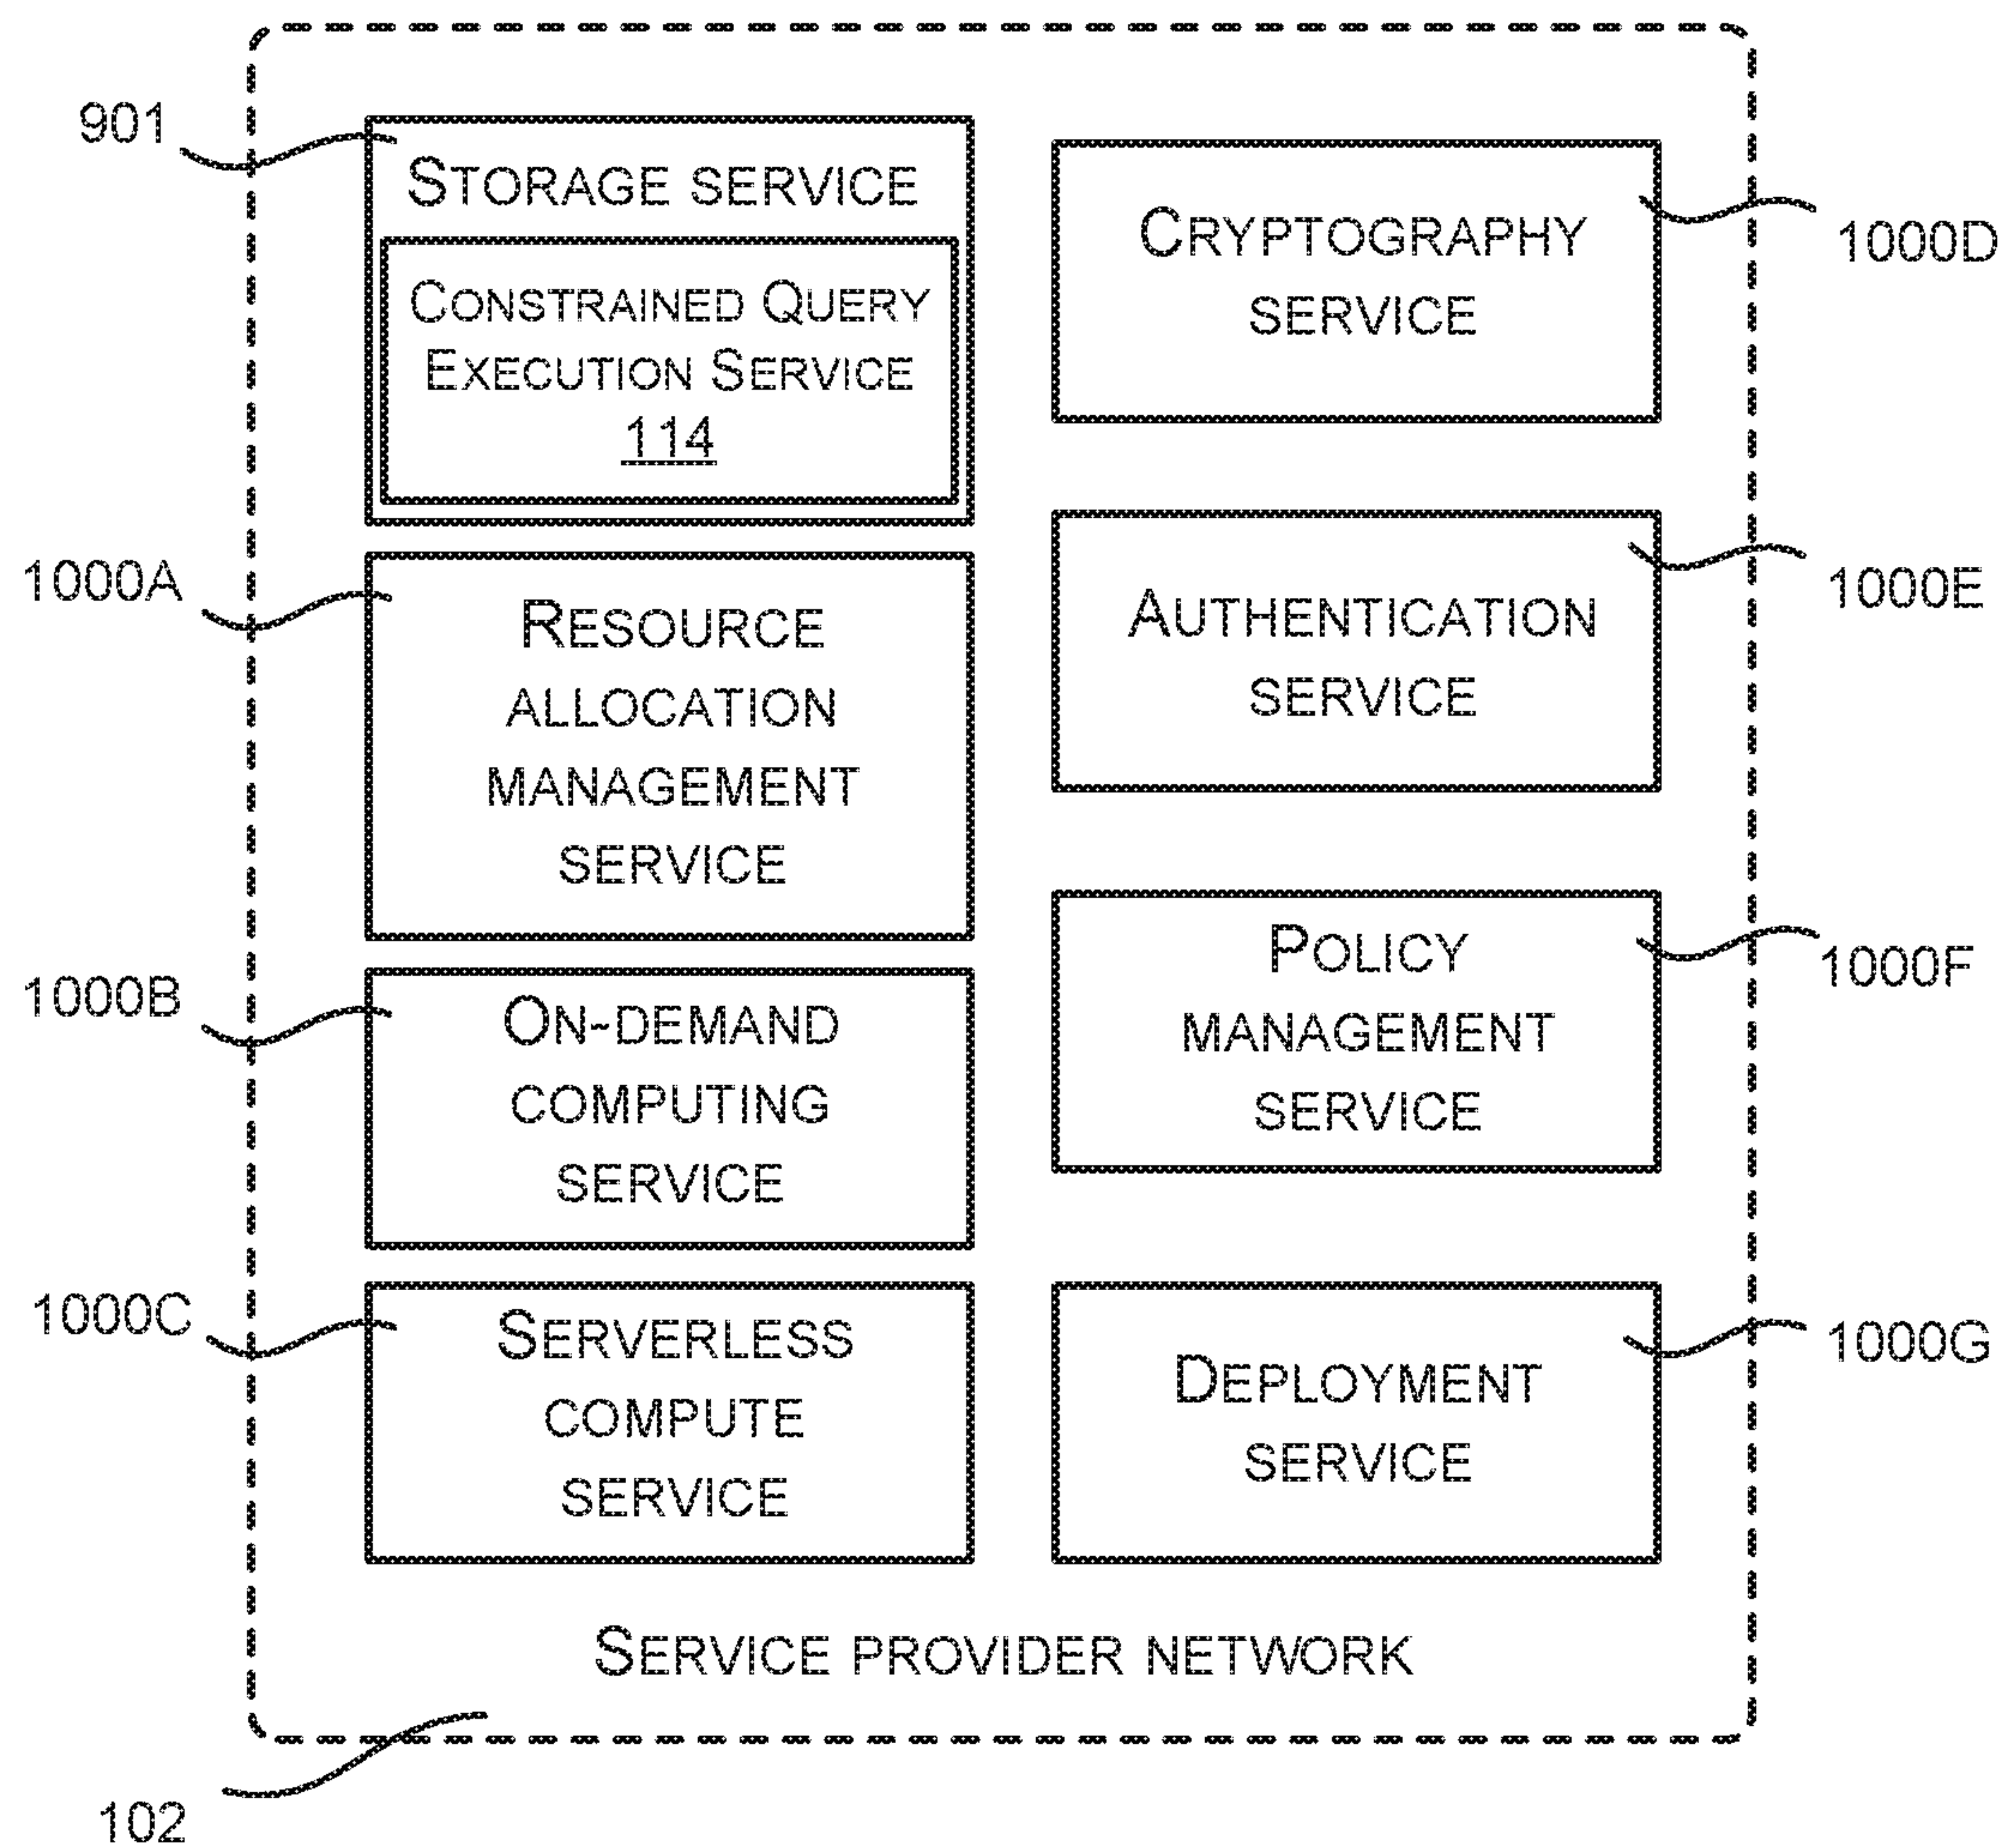 901
STORAGE SERVICE
CONSTRAINED QUERY
EXECUTION SERVICE
114
1000A
RESOURCE
ALLOCATION
MANAGEMENT
SERVICE
1000B
ON-DEMAND
COMPUTING
SERVICE
1000C
SERVERLESS
COMPUTE
SERVICE
CRYPTOGRAPHY
SERVICE
1000D
AUTHENTICATION
SERVICE
1000E
POLICY
MANAGEMENT
SERVICE
1000F
DEPLOYMENT
SERVICE
1000G
SERVICE PROVIDER NETWORK
102